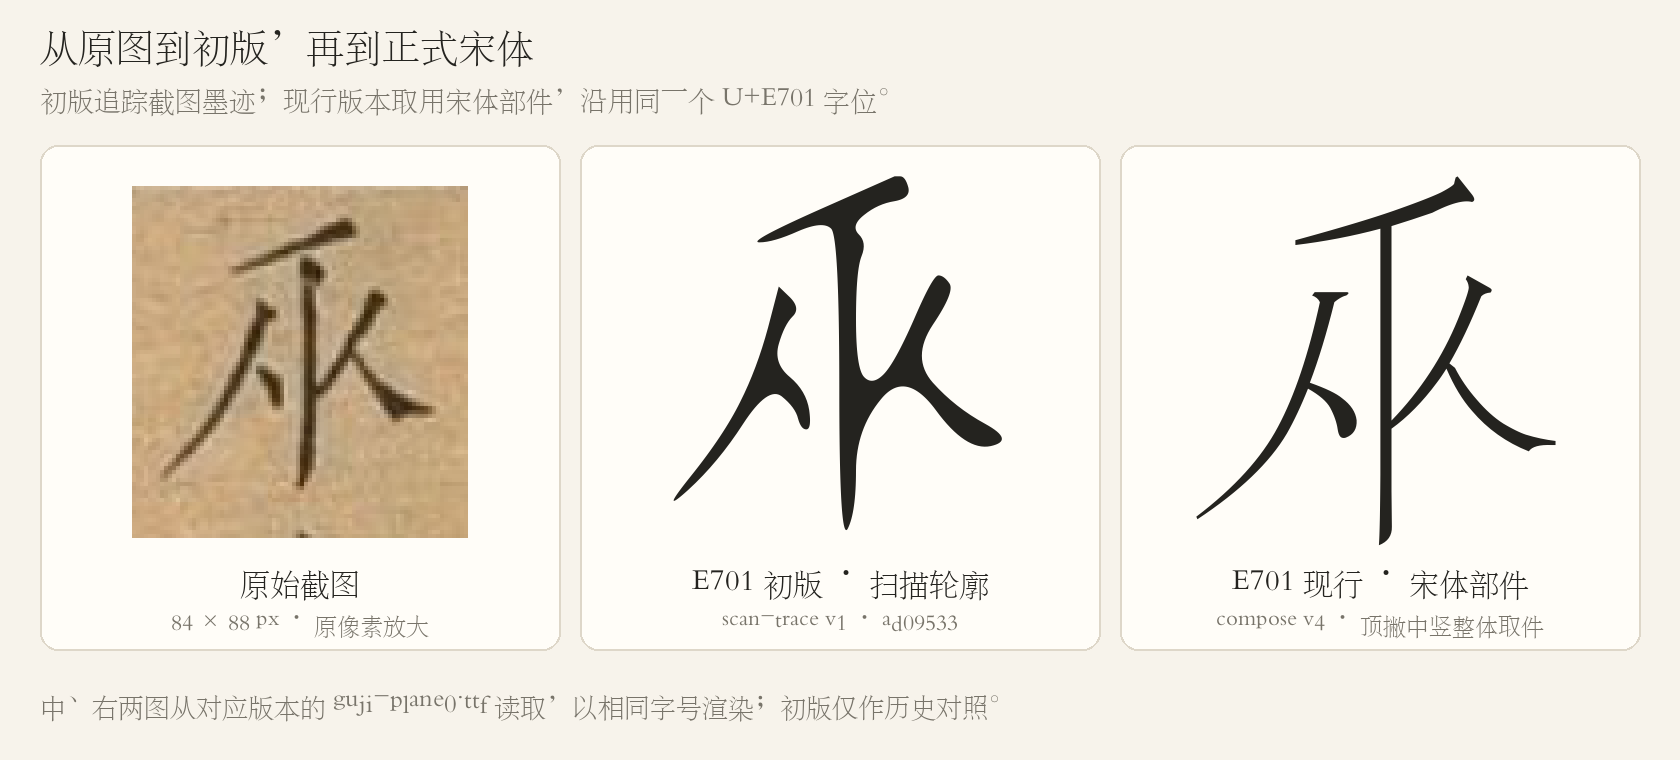 从原图到初版，再到正式宋体
初版追踪截图墨迹；现行版本取用宋体部件，沿用同一个 U+E701 字位。
原始截图
84 × 88 px · 原像素放大
E701 初版 · 扫描轮廓
scan-trace v1 · ad09533
E701 现行 · 宋体部件
compose v4 · 顶撇中竖整体取件
中、右两图从对应版本的 guji-plane0.ttf 读取，以相同字号渲染；初版仅作历史对照。